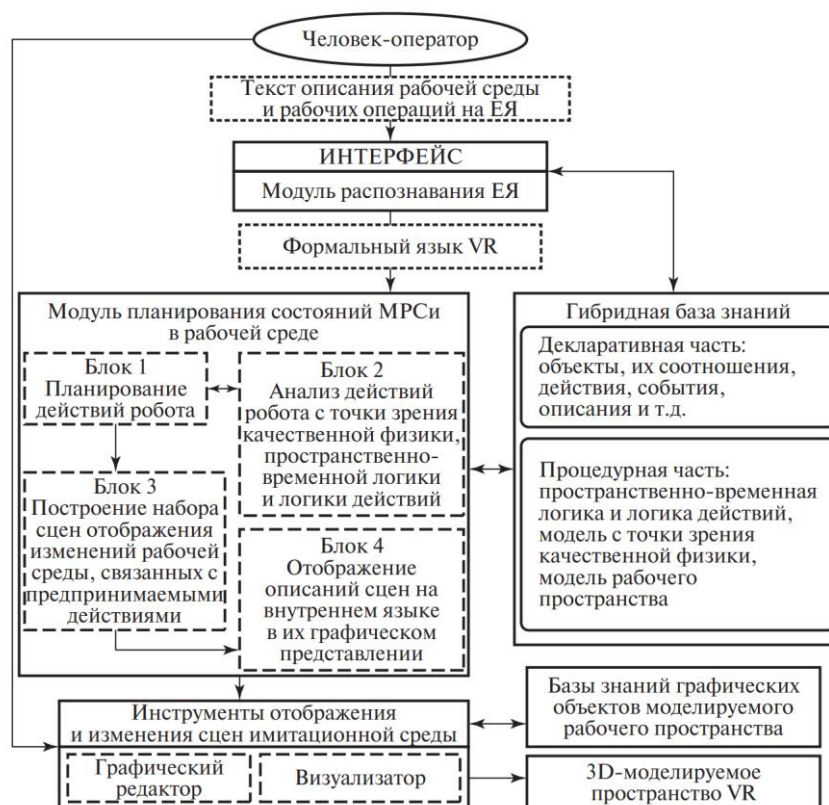 Человек-оператор
Текст описания рабочей среды
и рабочих операций на ЕЯ
ИНТЕРФЕЙС
Модуль распознавания ЕЯ
Формальный язык VR
Модуль планирования состояний МРСи
в рабочей среде
Блок 1
Планирование
действий робота
Блок 2
Анализ действий
робота с точки зрения
качественной физики,
пространственно-
временной логики
и логики действий
Блок 3
Построение набора
сцен отображения
изменений рабочей
среды, связанных с
предпринимаемыми
действиями
Блок 4
Отображение
описаний сцен на
внутреннем языке
в их графическом
представлении
Гибридная база знаний
Декларативная часть:
объекты, их соотношения,
действия, события,
описания и т.д.
Процедурная часть:
пространственно-временная
логика и логика действий,
модель с точки зрения
качественной физики,
модель рабочего
пространства
Инструменты отображения
и изменения сцен имитационной среды
Графический
редактор
Визуализатор
Базы знаний графических
объектов моделируемого
рабочего пространства
3D-моделируемое
пространство VR